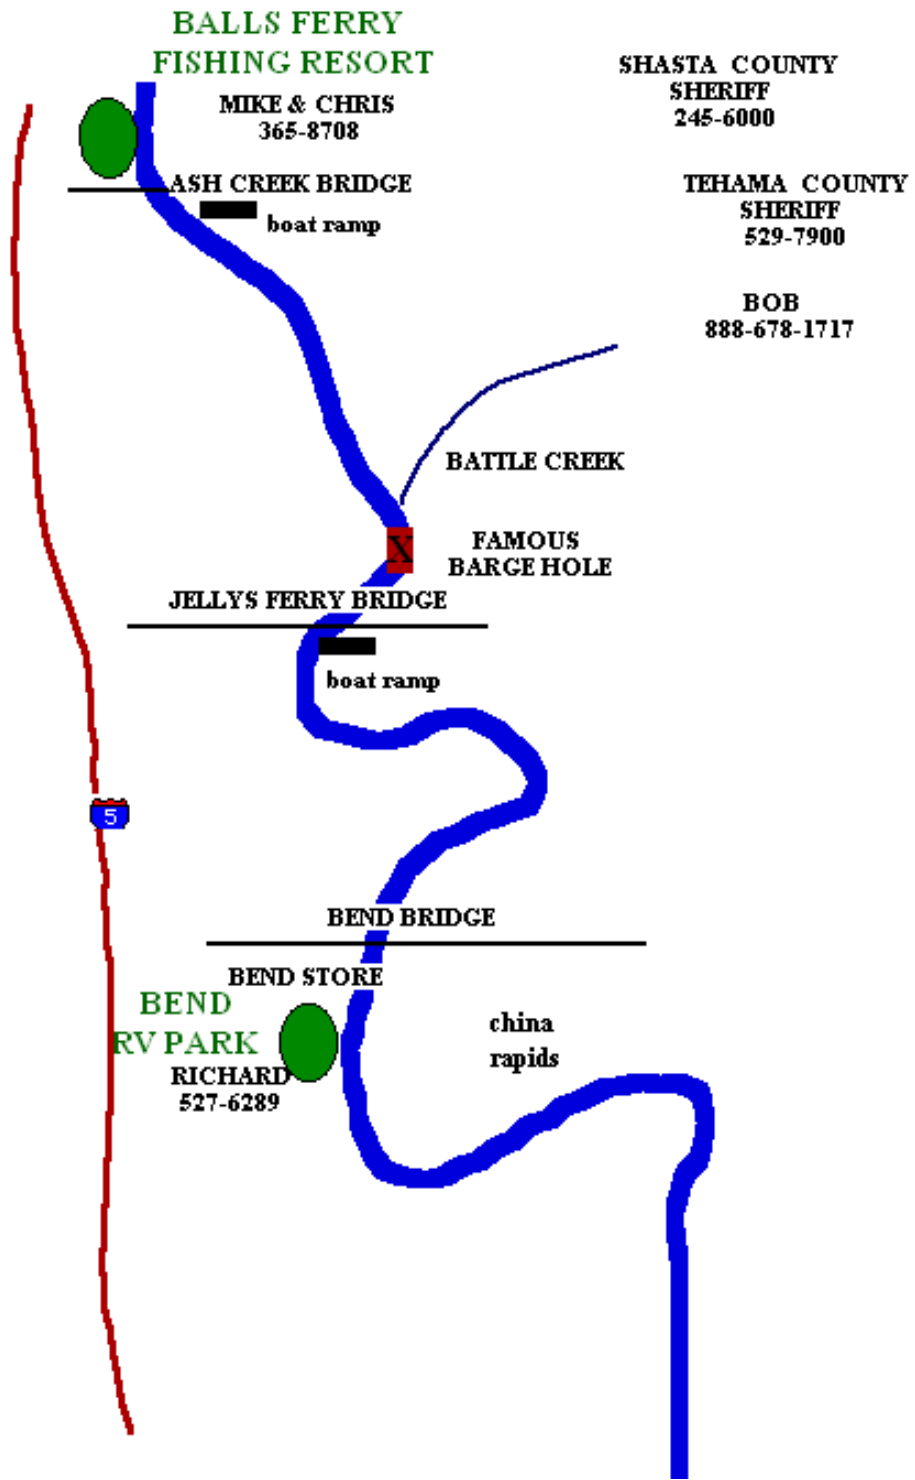 BALLS FERRY
FISHING RESORT
MIKE & CHRIS
365-8708
SHASTA COUNTY
SHERIFF
245-6000
ASH CREEK BRIDGE
boat ramp
TEHAMA COUNTY
SHERIFF
529-7900
BOB
888-678-1717
BATTLE CREEK
X
FAMOUS
BARGE HOLE
JELLYS FERRY BRIDGE
boat ramp
5
BEND BRIDGE
BEND STORE
BEND
RV PARK
RICHARD
527-6289
china
rapids